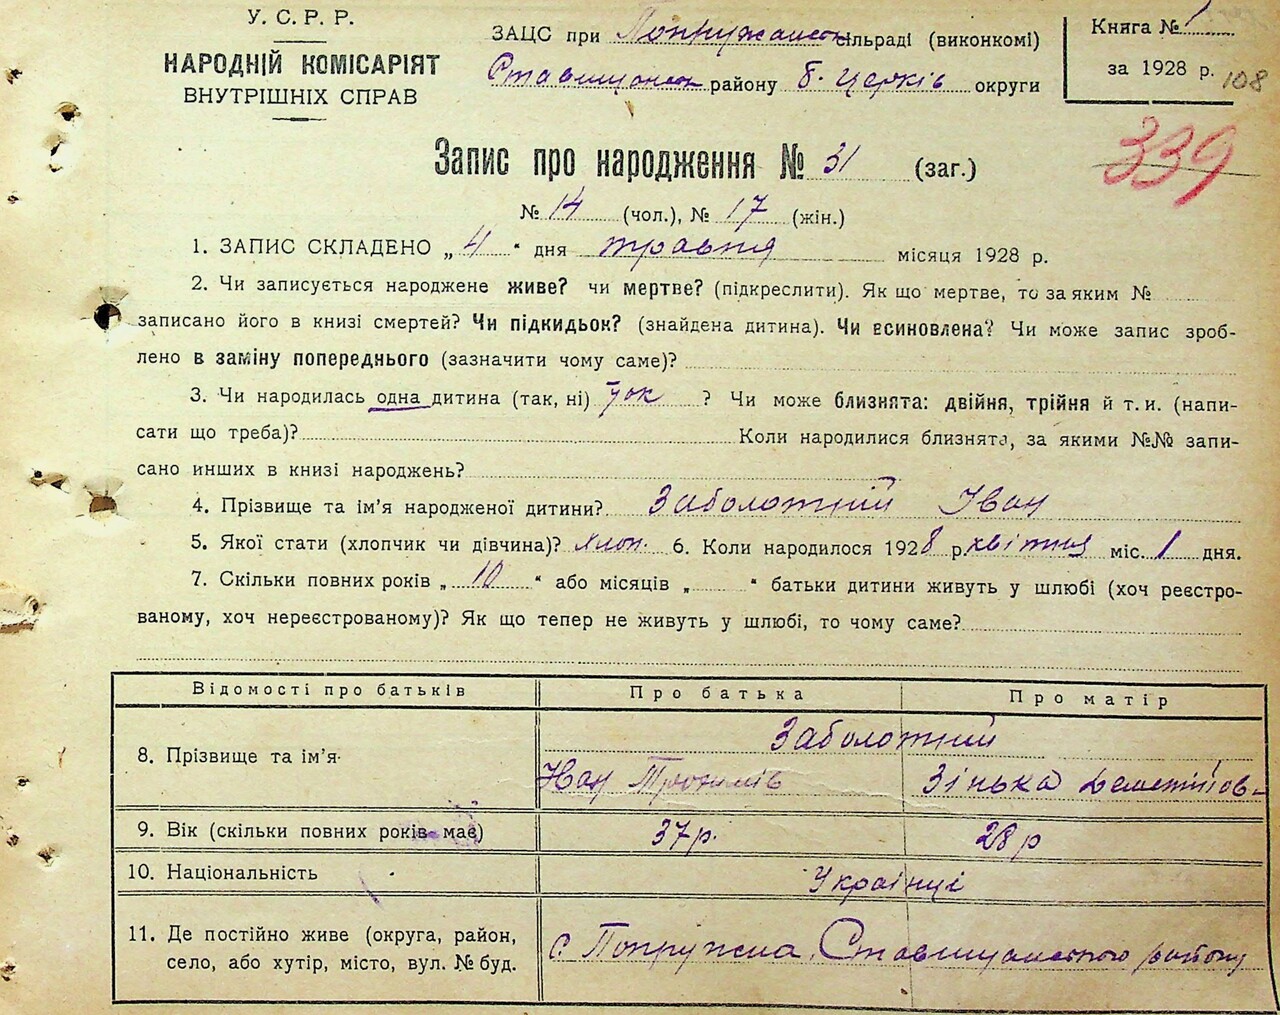 У. С. Р. Р.
НАРОДНІЙ КОМІСАРІЯТ
ВНУТРІШНІХ СПРАВ
ЗАЦС при Попружанськ. сільраді (виконкомі)
Ставищанськ району б. Церків округи
Книга № 1
за 1928 р.
108
339
Запис про народження № 31 (заг.)
№ 14 (чол.), № 17 (жін.)
1. ЗАПИС СКЛАДЕНО „ 4 “ дня травня місяця 1928 р.
2. Чи записується народжене живе? чи мертве? (підкреслити). Як що мертве, то за яким №
записано його в книзі смертей? Чи підкидьок? (знайдена дитина). Чи всиновлена? Чи може запис зроб-
лено в заміну попереднього (зазначити чому саме)?
3. Чи народилась одна дитина (так, ні) так ? Чи може близнята: двійня, трійня й т. и. (напи-
сати що треба)? Коли народилися близнята, за якими №№ запи-
сано инших в книзі народжень?
4. Прізвище та ім’я народженої дитини? Заболотний Іван
5. Якої стати (хлопчик чи дівчина)? хлоп. 6. Коли народилося 1928 р. квітня міс. 1 дня.
7. Скільки повних років „ 10 “ або місяців „ “ батьки дитини живуть у шлюбі (хоч реєстро-
ваному, хоч нереєстрованому)? Як що тепер не живуть у шлюбі, то чому саме?
Відомості про батьків Про батька Про матір
8. Прізвище та ім’я Заболотний
Іван Трохимів Зінька Деметійов-
9. Вік (скільки повних років має) 37 р. 28 р
10. Національність Українці
11. Де постійно живе (округа, район,
село, або хутір, місто, вул. № буд.
с. Попружна, Ставищанського району